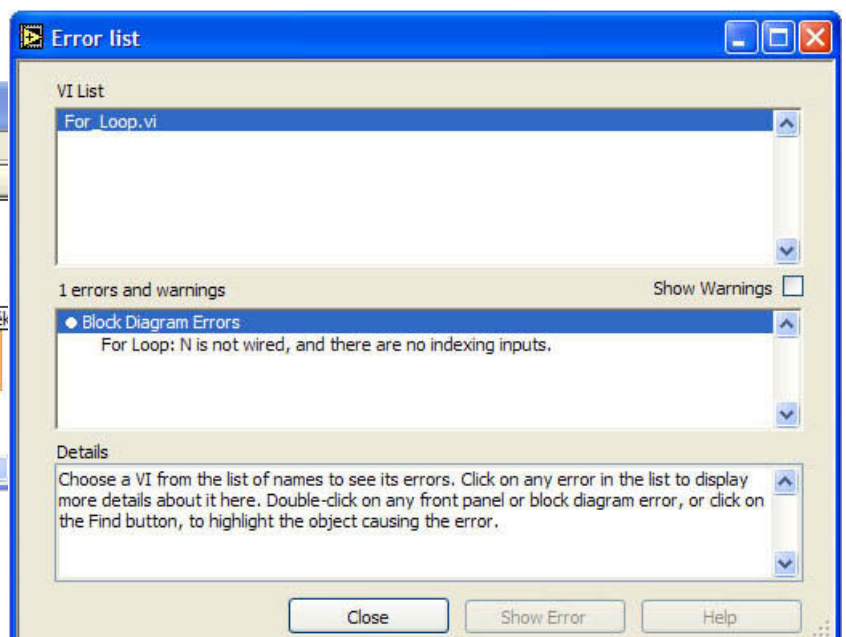 Error list
VI List
For_Loop.vi
1 errors and warnings Show Warnings
Block Diagram Errors
For Loop: N is not wired, and there are no indexing inputs.
Details
Choose a VI from the list of names to see its errors. Click on any error in the list to display
more details about it here. Double-click on any front panel or block diagram error, or click on
the Find button, to highlight the object causing the error.
Close Show Error Help